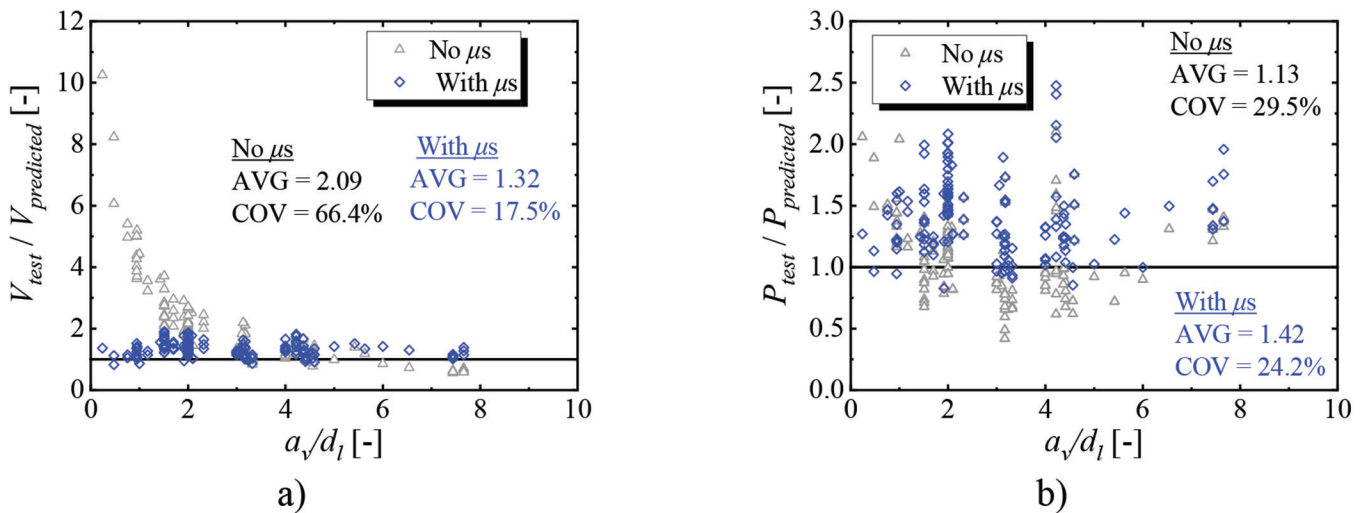 12
10
8
6
4
2
0
V_test / V_predicted [-]
No μs
With μs
No μs
AVG = 2.09
COV = 66.4%
With μs
AVG = 1.32
COV = 17.5%
0 2 4 6 8 10
a_v/d_l [-]
a)
3.0
2.5
2.0
1.5
1.0
0.5
0.0
P_test / P_predicted [-]
No μs
With μs
No μs
AVG = 1.13
COV = 29.5%
With μs
AVG = 1.42
COV = 24.2%
0 2 4 6 8 10
a_v/d_l [-]
b)